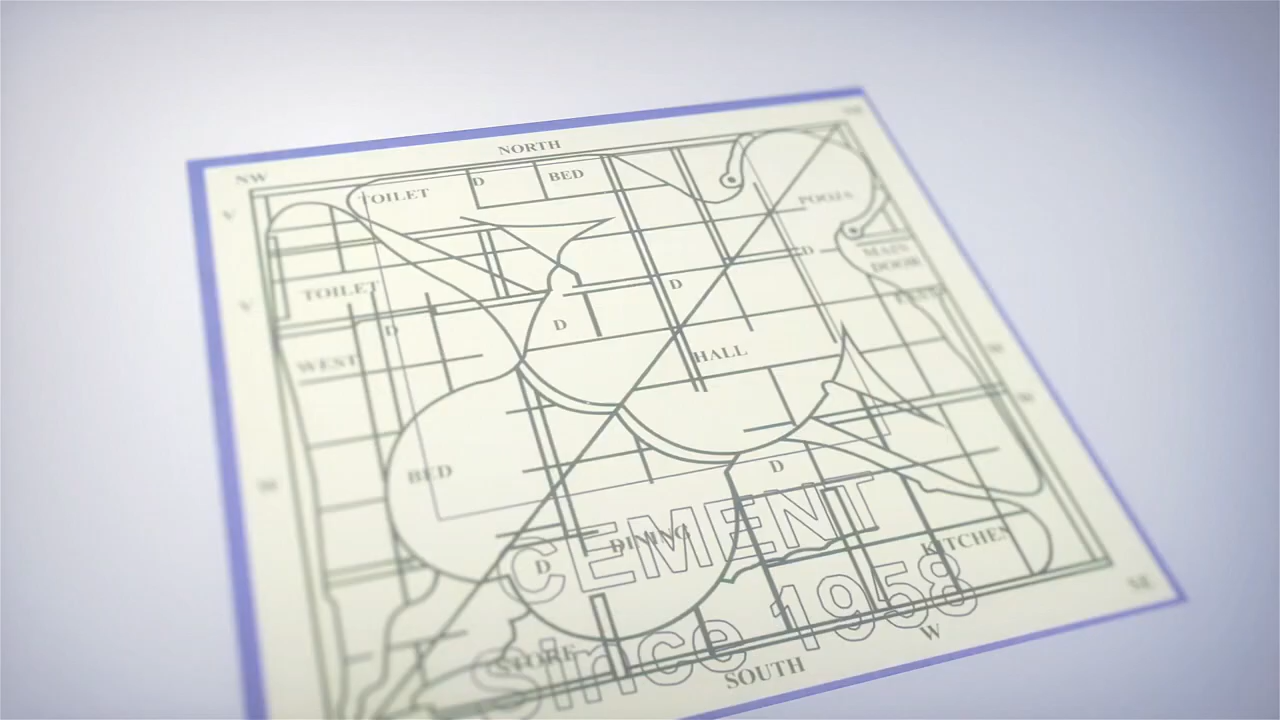 NORTH
NW
TOILET
D
BED
V
POOJA
MAIN
DOOR
D
TOILET
D
V
D
D
WEST
HALL
BED
D
CEMENT
DINING
D
KITCHEN
since 1958
STORE
W
SOUTH
SE